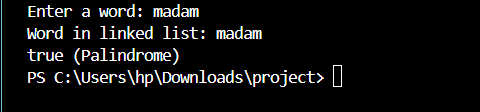 Enter a word: madam
Word in linked list: madam
true (Palindrome)
PS C:\Users\hp\Downloads\project>